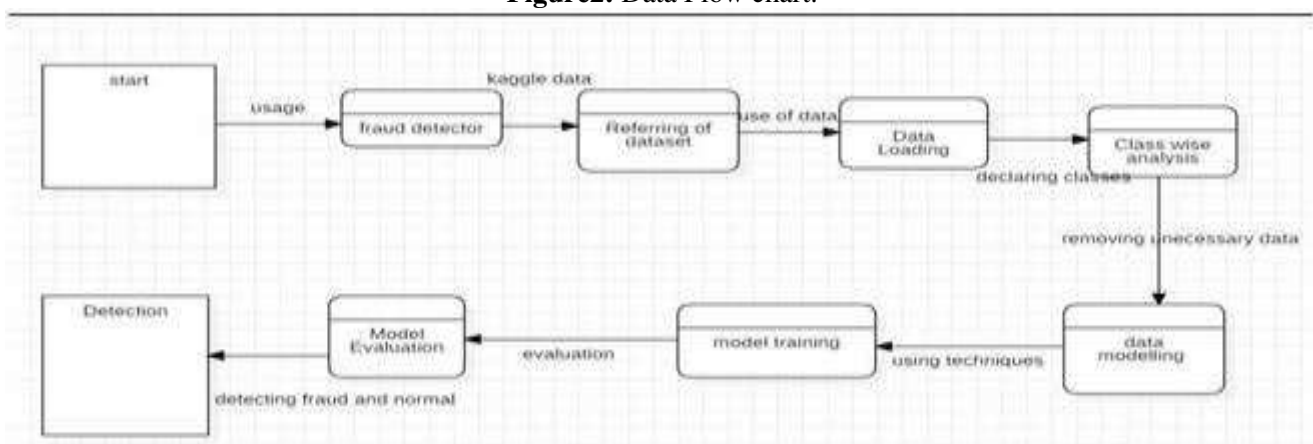 Figure2: Data Flow chart.
start
usage
fraud detector
kaggle data
Referring of
dataset
use of data
Data
Loading
declaring classes
Class wise
analysis
removing unecessary data
data
modelling
using techniques
model training
evaluation
Model
Evaluation
detecting fraud and normal
Detection